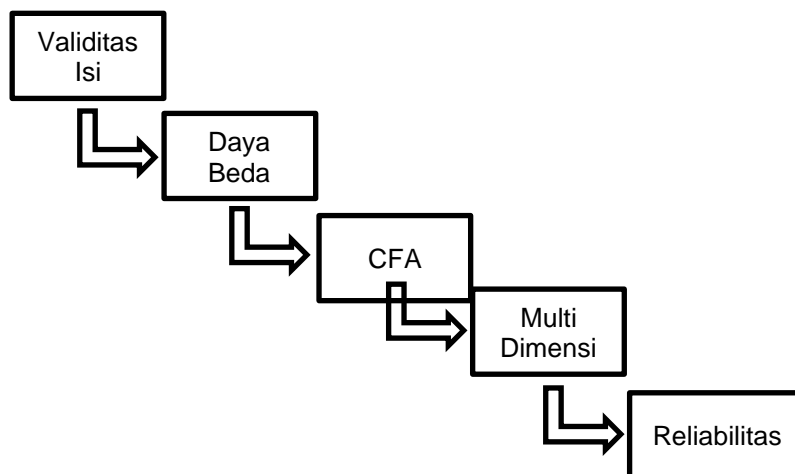 Validitas
Isi
Daya
Beda
CFA
Multi
Dimensi
Reliabilitas